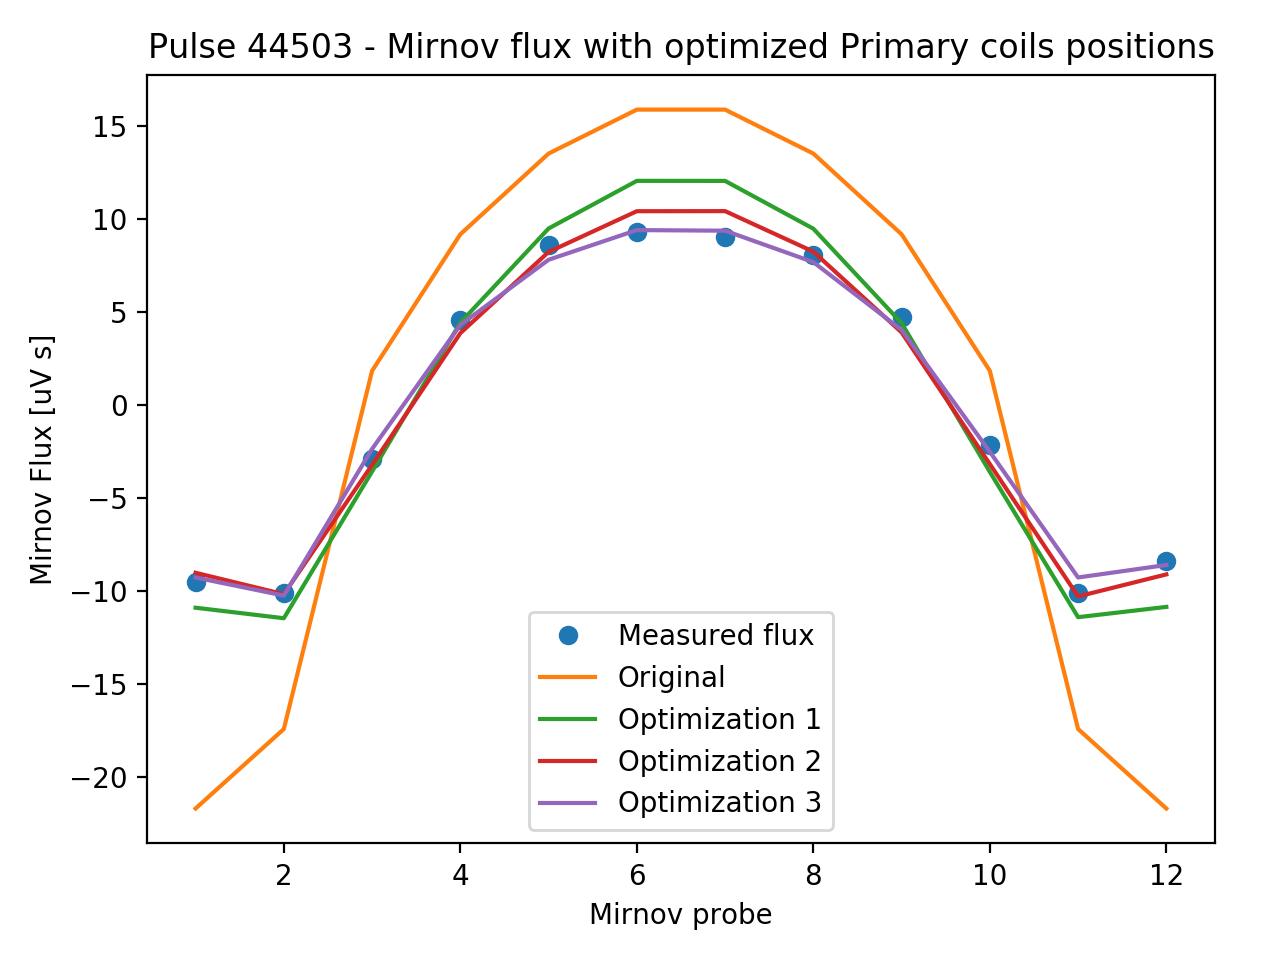 Pulse 44503 - Mirnov flux with optimized Primary coils positions
15
10
5
0
−5
−10
−15
−20
Mirnov Flux [uV s]
Measured flux
Original
Optimization 1
Optimization 2
Optimization 3
2 4 6 8 10 12
Mirnov probe